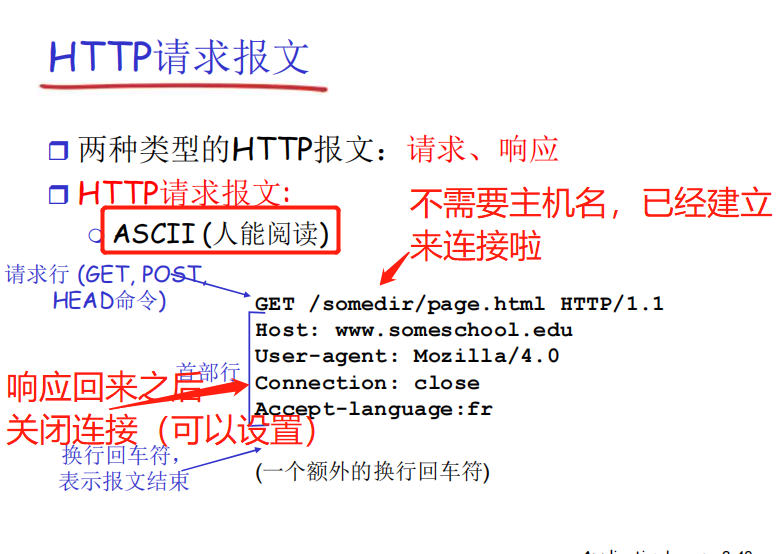 HTTP请求报文
两种类型的HTTP报文：请求、响应
HTTP请求报文:
ASCII (人能阅读)
不需要主机名，已经建立
来连接啦
请求行 (GET, POST,
HEAD命令)
GET /somedir/page.html HTTP/1.1
Host: www.someschool.edu
User-agent: Mozilla/4.0
Connection: close
Accept-language:fr
首部行
响应回来之后
关闭连接（可以设置）
换行回车符，
表示报文结束
(一个额外的换行回车符)